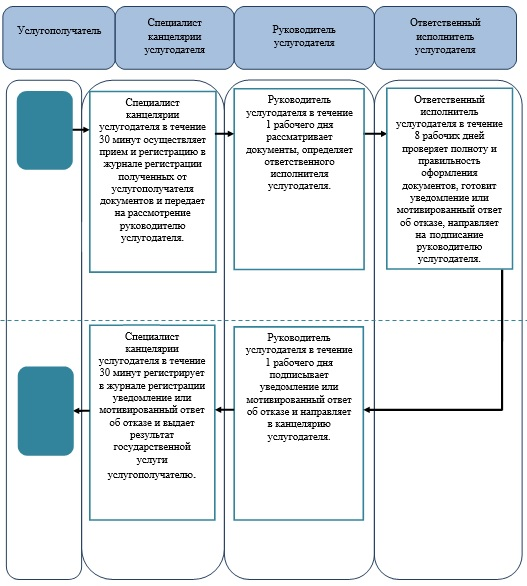 Услугополучатель
Специалист
канцелярии
услугодателя
Руководитель
услугодателя
Ответственный
исполнитель
услугодателя
Специалист
канцелярии
услугодателя в течение
30 минут осуществляет
прием и регистрацию в
журнале регистрации
полученных от
услугополучателя
документов и передает
на рассмотрение
руководителю
услугодателя.
Руководитель
услугодателя в течение
1 рабочего дня
рассматривает
документы, определяет
ответственного
исполнителя
услугодателя.
Ответственный
исполнитель
услугодателя в течение
8 рабочих дней
проверяет полноту и
правильность
оформления
документов, готовит
уведомление или
мотивированный ответ
об отказе, направляет
на подписание
руководителю
услугодателя.
Специалист
канцелярии
услугодателя в течение
30 минут регистрирует
в журнале регистрации
уведомление или
мотивированный ответ
об отказе и выдает
результат
государственной
услуги
услугополучателю.
Руководитель
услугодателя в течение
1 рабочего дня
подписывает
уведомление или
мотивированный ответ
об отказе и направляет
в канцелярию
услугодателя.